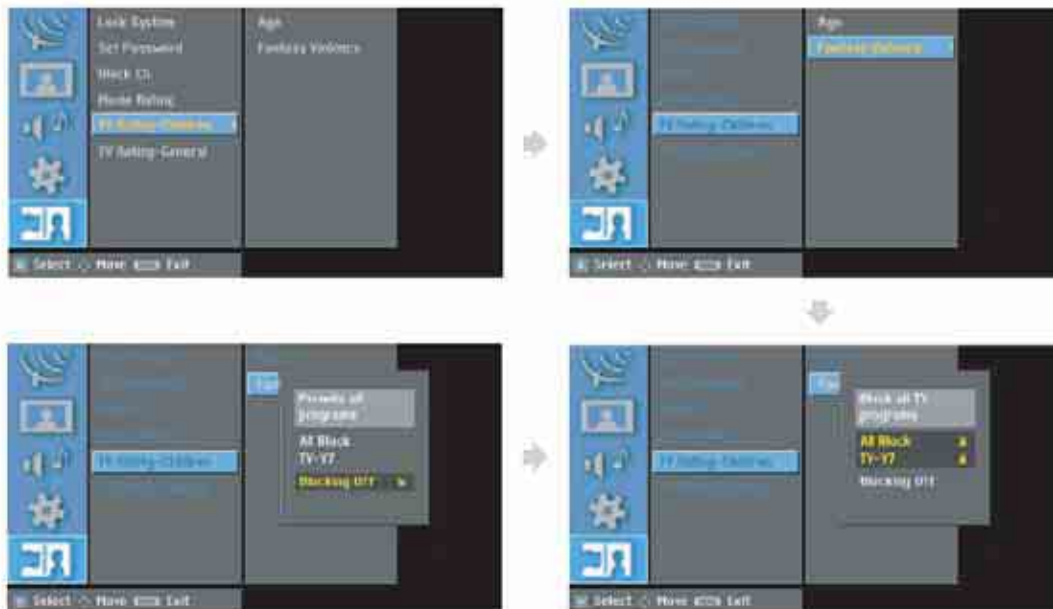 Lock System
Set Password
Block Ch.
Movie Rating
TV Rating-Children
TV Rating-General
Age
Fantasy Violence
Select Move Exit
Age
Fantasy Violence
TV Rating-Children
Select Move Exit
TV Rating-Children
Permits all
programs
All Block
TV-Y7
Blocking Off
Select Move Exit
TV Rating-Children
Block all TV
programs
All Block
TV-Y7
Blocking Off
Select Move Exit